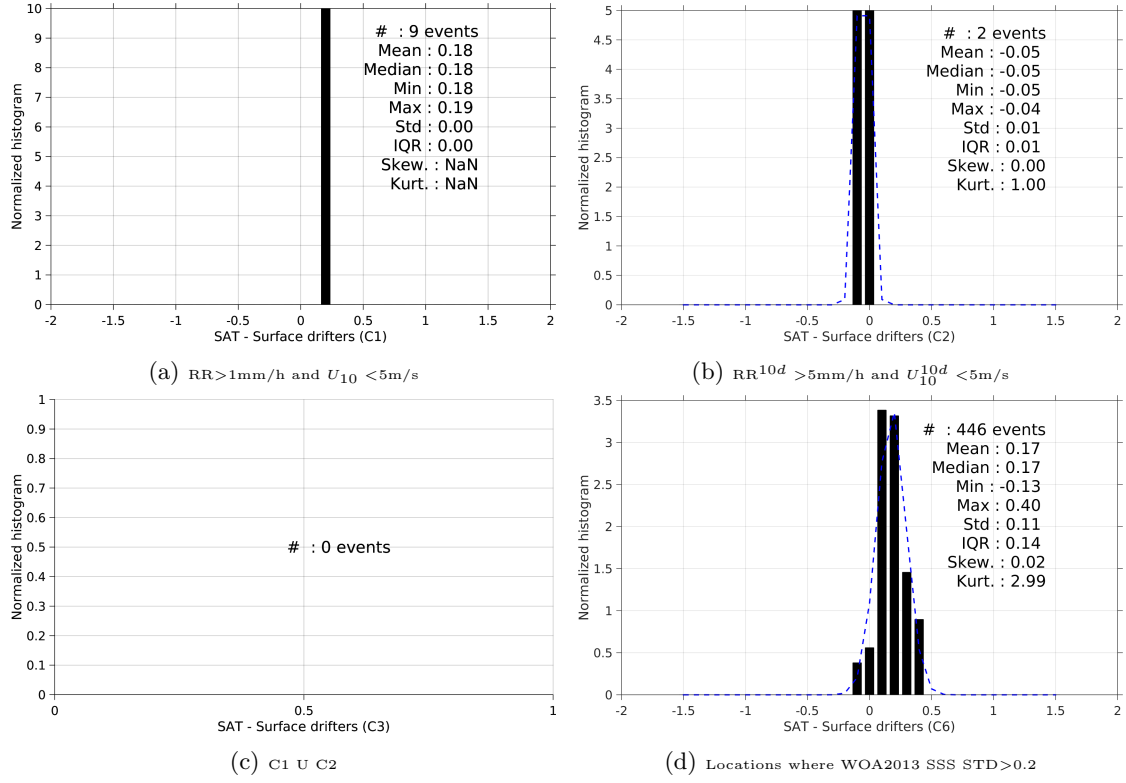 10
9
8
7
6
5
4
3
2
1
0
Normalized histogram
# : 9 events
Mean : 0.18
Median : 0.18
Min : 0.18
Max : 0.19
Std : 0.00
IQR : 0.00
Skew. : NaN
Kurt. : NaN
-2 -1.5 -1 -0.5 0 0.5 1 1.5 2
SAT - Surface drifters (C1)
(a) RR>1mm/h and U10 <5m/s
5
4.5
4
3.5
3
2.5
2
1.5
1
0.5
0
Normalized histogram
# : 2 events
Mean : -0.05
Median : -0.05
Min : -0.05
Max : -0.04
Std : 0.01
IQR : 0.01
Skew. : 0.00
Kurt. : 1.00
-2 -1.5 -1 -0.5 0 0.5 1 1.5 2
SAT - Surface drifters (C2)
(b) RR^10d >5mm/h and U_10^10d <5m/s
1
0.9
0.8
0.7
0.6
0.5
0.4
0.3
0.2
0.1
0
Normalized histogram
# : 0 events
0 0.5 1
SAT - Surface drifters (C3)
(c) C1 U C2
3.5
3
2.5
2
1.5
1
0.5
0
Normalized histogram
# : 446 events
Mean : 0.17
Median : 0.17
Min : -0.13
Max : 0.40
Std : 0.11
IQR : 0.14
Skew. : 0.02
Kurt. : 2.99
-2 -1.5 -1 -0.5 0 0.5 1 1.5 2
SAT - Surface drifters (C6)
(d) Locations where WOA2013 SSS STD>0.2